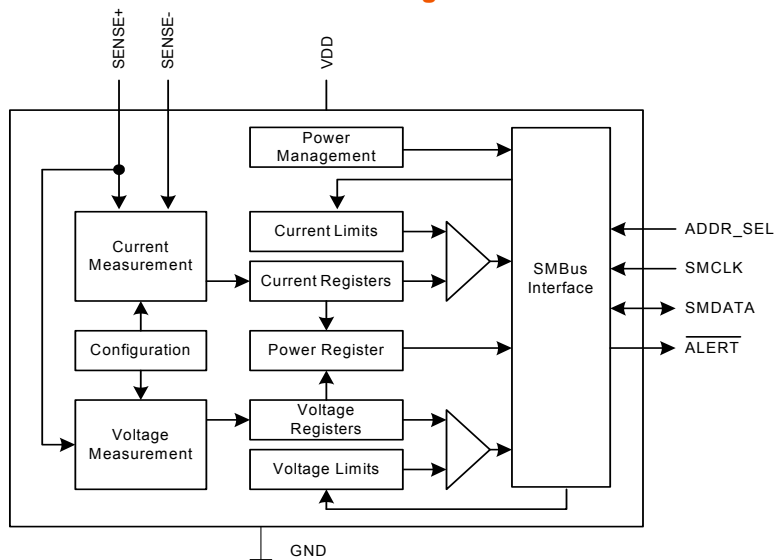 SENSE+
SENSE-
VDD
Power
Management
Current Limits
Current
Measurement
Current Registers
SMBus
Interface
ADDR_SEL
SMCLK
SMDATA
ALERT
Configuration
Power Register
Voltage
Registers
Voltage
Measurement
Voltage Limits
GND